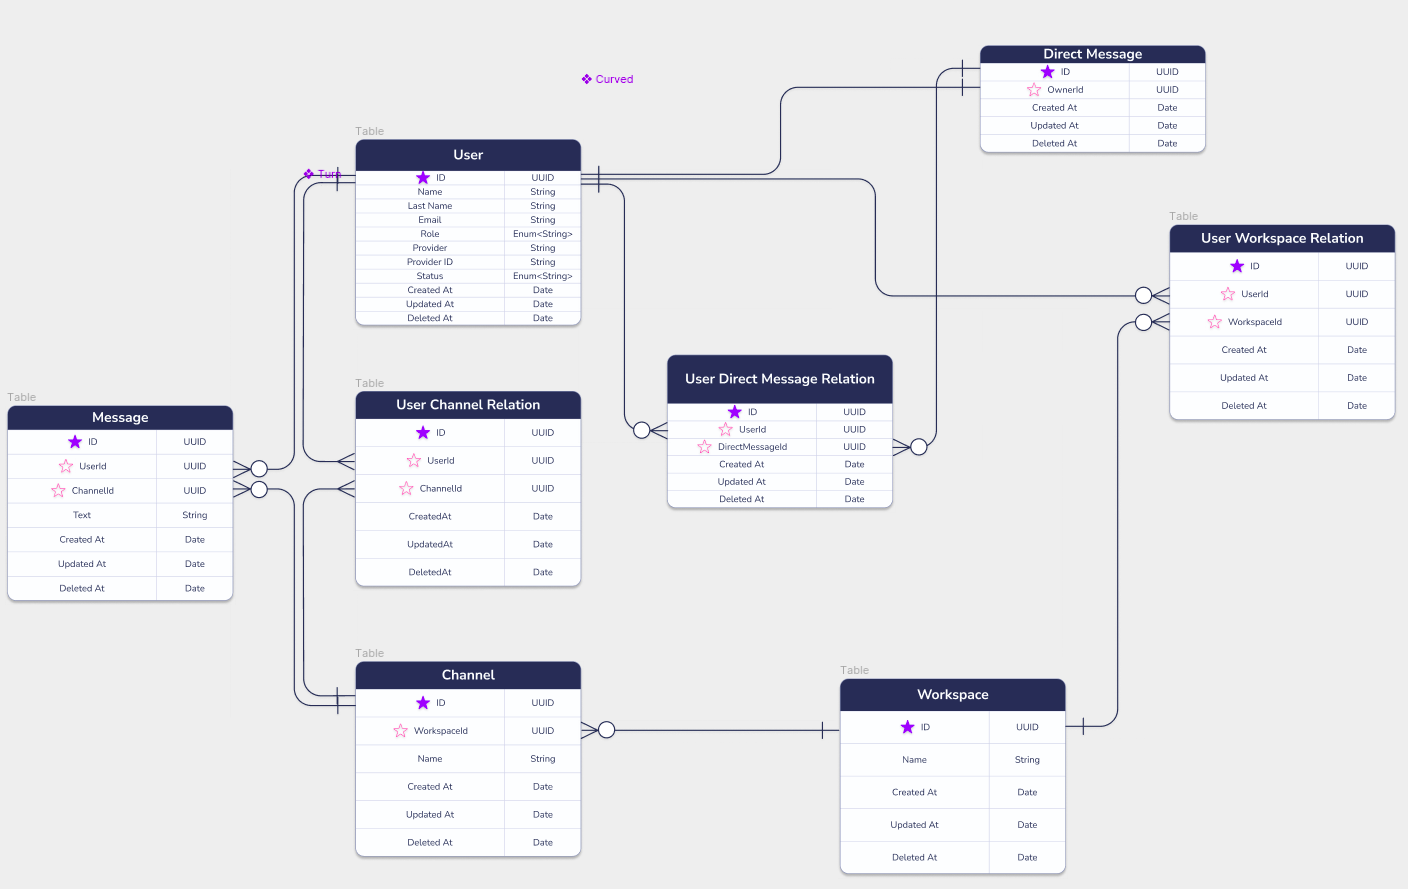 Direct Message
ID UUID
OwnerId UUID
Created At Date
Updated At Date
Deleted At Date
❖ Curved
Table
User
❖ Turn
ID UUID
Name String
Last Name String
Email String
Role Enum<String>
Provider String
Provider ID String
Status Enum<String>
Created At Date
Updated At Date
Deleted At Date
Table
User Workspace Relation
ID UUID
UserId UUID
WorkspaceId UUID
Created At Date
Updated At Date
Deleted At Date
User Direct Message Relation
ID UUID
UserId UUID
DirectMessageId UUID
Created At Date
Updated At Date
Deleted At Date
Table
User Channel Relation
ID UUID
UserId UUID
ChannelId UUID
CreatedAt Date
UpdatedAt Date
DeletedAt Date
Table
Message
ID UUID
UserId UUID
ChannelId UUID
Text String
Created At Date
Updated At Date
Deleted At Date
Table
Channel
ID UUID
WorkspaceId UUID
Name String
Created At Date
Updated At Date
Deleted At Date
Table
Workspace
ID UUID
Name String
Created At Date
Updated At Date
Deleted At Date